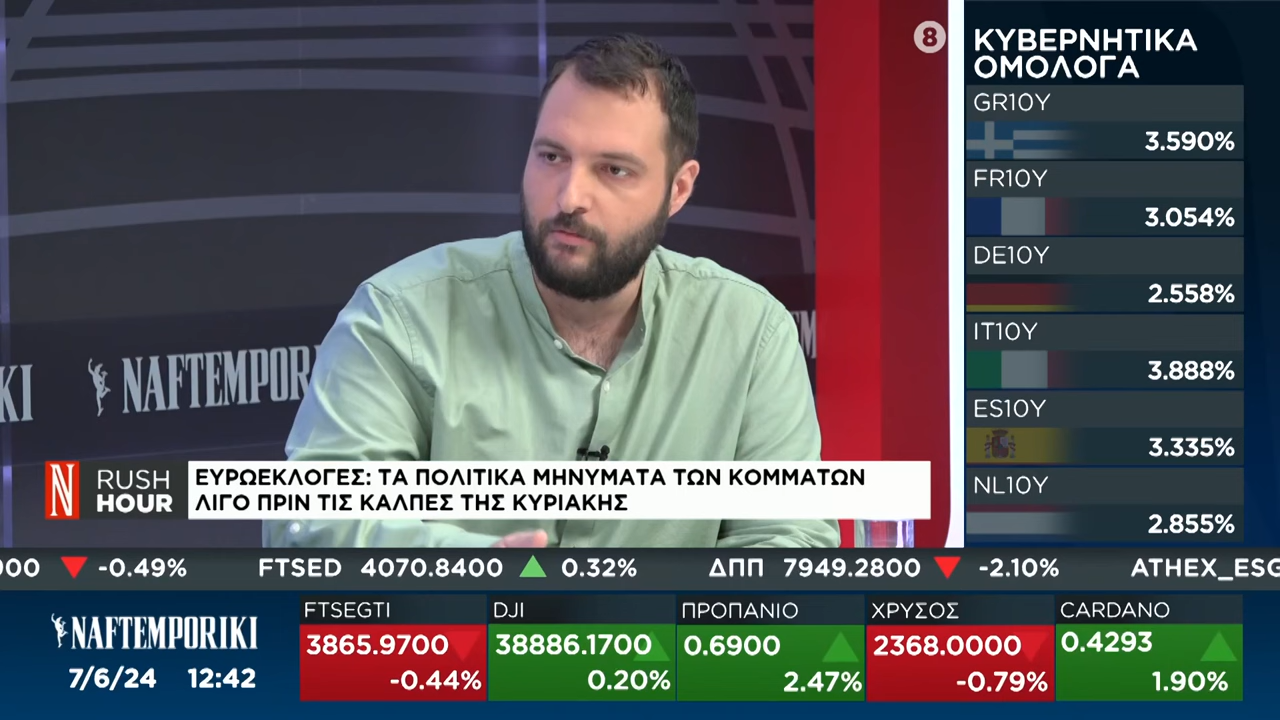 8
ΚΥΒΕΡΝΗΤΙΚΑ
ΟΜΟΛΟΓΑ
GR10Y
3.590%
FR10Y
3.054%
DE10Y
2.558%
IT10Y
3.888%
ES10Y
3.335%
NL10Y
2.855%
KI
NAFTEMPOR
RUSH
HOUR
ΕΥΡΩΕΚΛΟΓΕΣ: ΤΑ ΠΟΛΙΤΙΚΑ ΜΗΝΥΜΑΤΑ ΤΩΝ ΚΟΜΜΑΤΩΝ
ΛΙΓΟ ΠΡΙΝ ΤΙΣ ΚΑΛΠΕΣ ΤΗΣ ΚΥΡΙΑΚΗΣ
00 -0.49% FTSED 4070.8400 0.32% ΔΠΠ 7949.2800 -2.10% ATHEX_ESG
NAFTEMPORIKI
7/6/24 12:42
FTSEGTI
3865.9700
-0.44%
DJI
38886.1700
0.20%
ΠΡΟΠΑΝΙΟ
0.6900
2.47%
ΧΡΥΣΟΣ
2368.0000
-0.79%
CARDANO
0.4293
1.90%